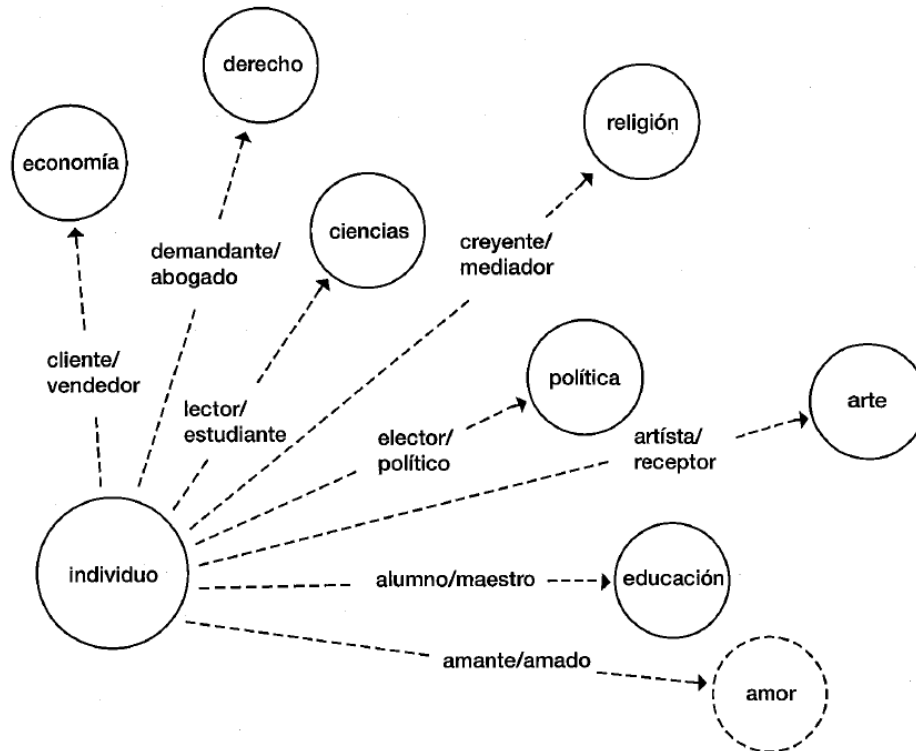 derecho
religión
economía
ciencias
demandante/
abogado
creyente/
mediador
cliente/
vendedor
política
arte
lector/
estudiante
elector/
político
artísta/
receptor
individuo
alumno/maestro
educación
amante/amado
amor